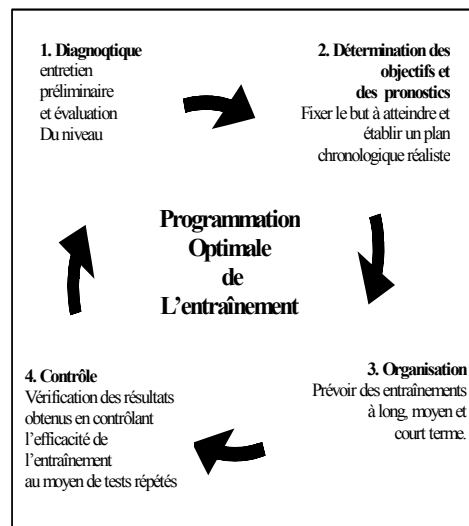 1. Diagnoqtique
entretien
préliminaire
et évaluation
Du niveau
2. Détermination des
objectifs et
des pronostics
Fixer le but à atteindre et
établir un plan
chronologique réaliste
Programmation
Optimale
de
L'entraînement
3. Organisation
Prévoir des entraînements
à long, moyen et
court terme.
4. Contrôle
Vérification des résultats
obtenus en contrôlant
l'efficacité de
l'entraînement
au moyen de tests répétés